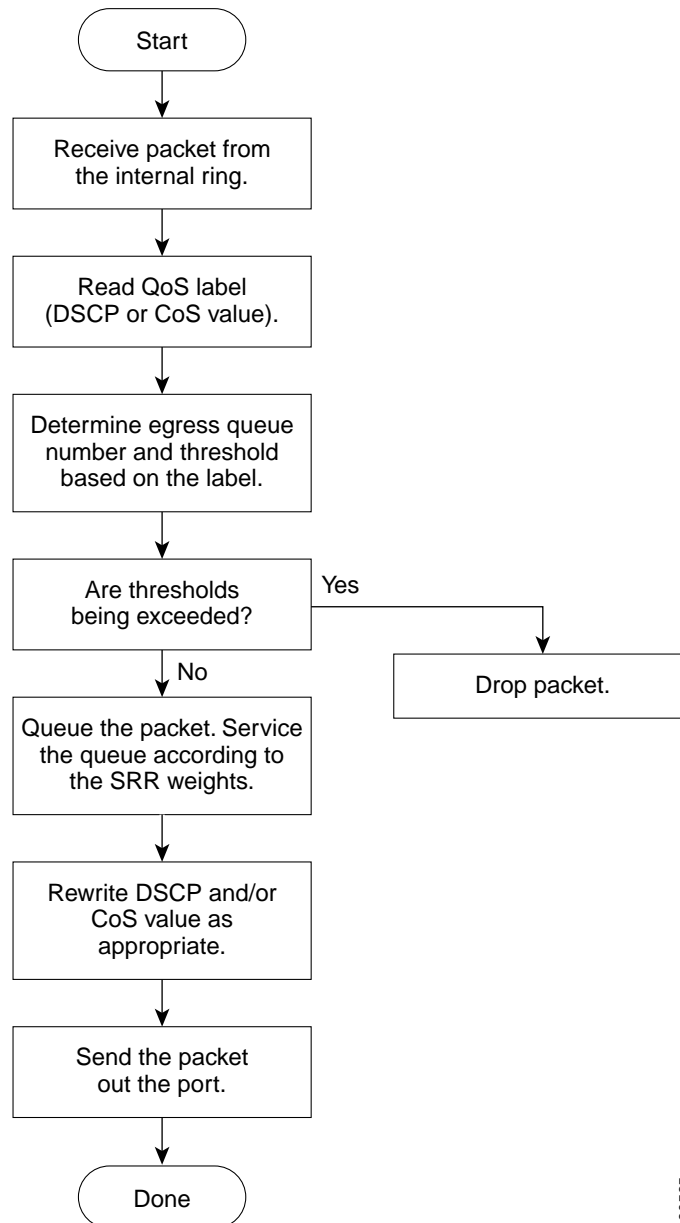 Start
Receive packet from
the internal ring.
Read QoS label
(DSCP or CoS value).
Determine egress queue
number and threshold
based on the label.
Are thresholds
being exceeded?
Yes
No
Drop packet.
Queue the packet. Service
the queue according to
the SRR weights.
Rewrite DSCP and/or
CoS value as
appropriate.
Send the packet
out the port.
Done